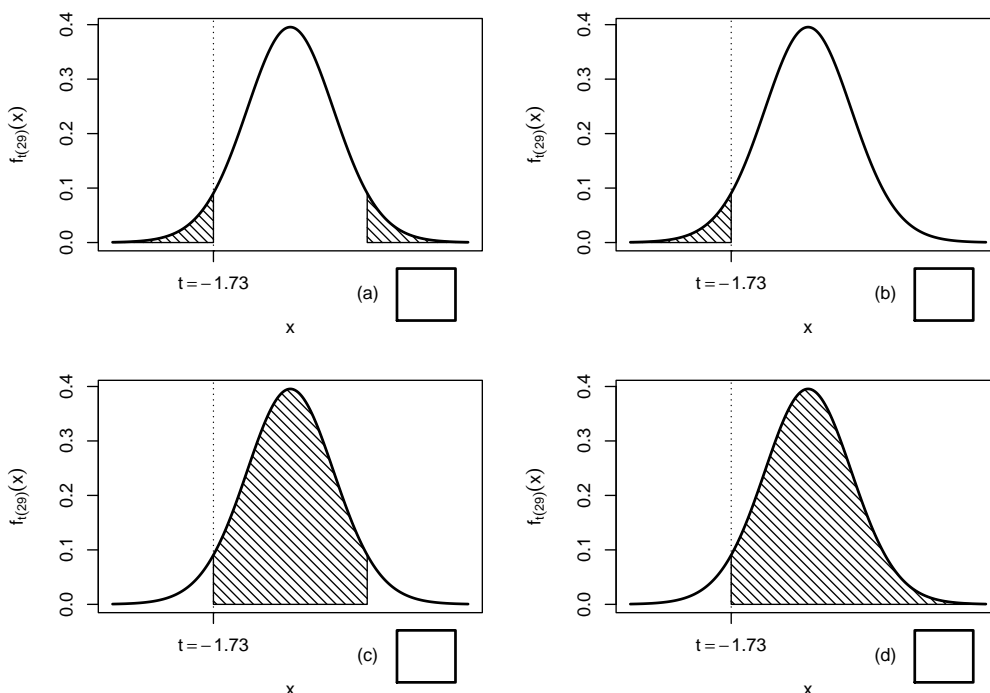 0.4
0.3
0.2
0.1
0.0
f_t(29)(x)
t = −1.73
(a)
x
0.4
0.3
0.2
0.1
0.0
f_t(29)(x)
t = −1.73
(b)
x
0.4
0.3
0.2
0.1
0.0
f_t(29)(x)
t = −1.73
(c)
x
0.4
0.3
0.2
0.1
0.0
f_t(29)(x)
t = −1.73
(d)
x